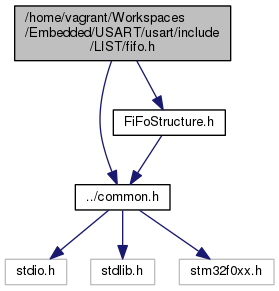 /home/vagrant/Workspaces
/Embedded/USART/usart/include
/LIST/fifo.h
FiFoStructure.h
../common.h
stdio.h
stdlib.h
stm32f0xx.h